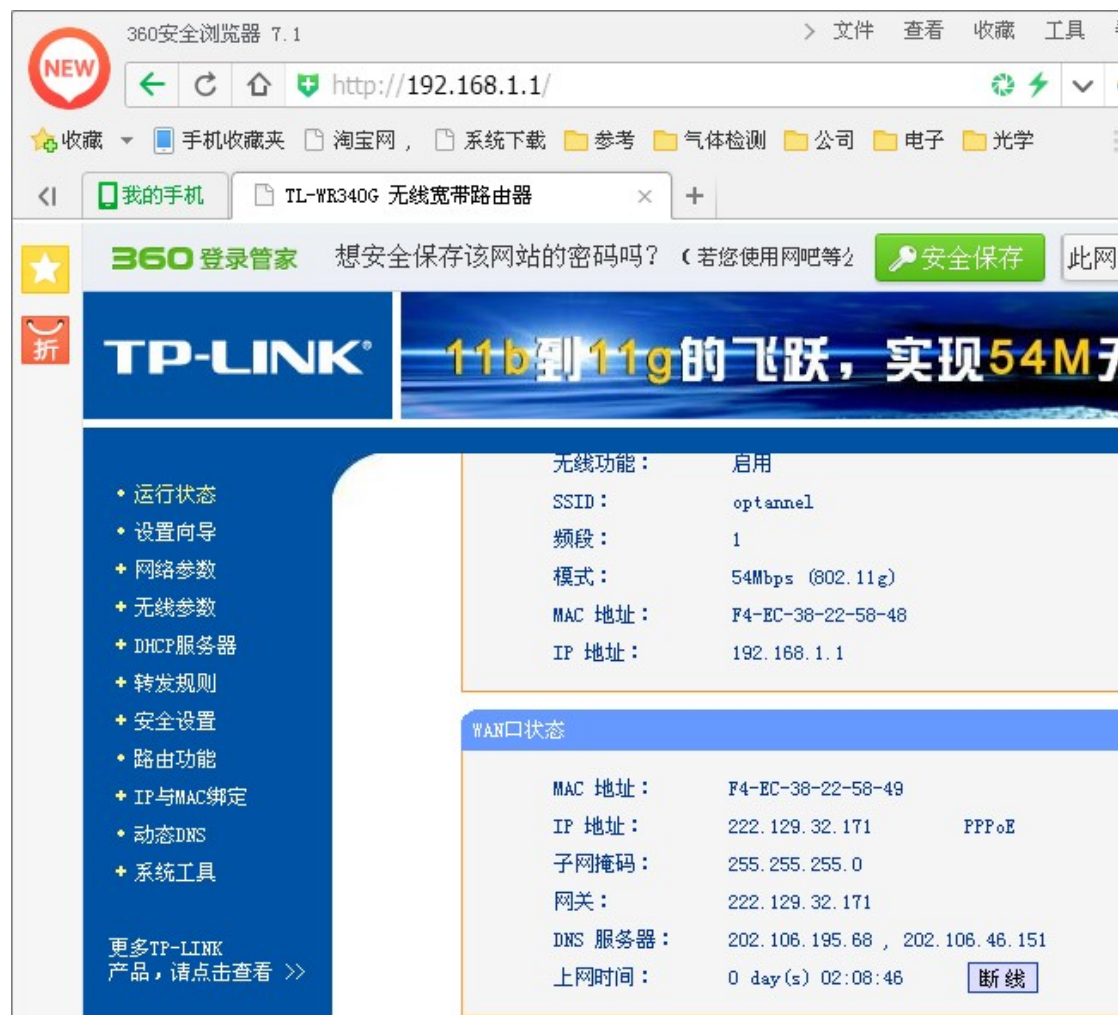 360安全浏览器 7.1
> 文件 查看 收藏 工具
NEW
http://192.168.1.1/
收藏 手机收藏夹 淘宝网 , 系统下载 参考 气体检测 公司 电子 光学
我的手机 TL-WR340G 无线宽带路由器 × +
360 登录管家 想安全保存该网站的密码吗? (若您使用网吧等公 安全保存 此网
折
TP-LINK® 11b到11g的飞跃，实现54M无
无线功能： 启用
• 运行状态
SSID： optannel
• 设置向导
频段： 1
+ 网络参数
模式： 54Mbps (802.11g)
+ 无线参数
MAC 地址： F4-EC-38-22-58-48
+ DHCP服务器
IP 地址： 192.168.1.1
+ 转发规则
+ 安全设置
WAN口状态
• 路由功能
MAC 地址： F4-EC-38-22-58-49
+ IP与MAC绑定
IP 地址： 222.129.32.171 PPPoE
• 动态DNS
子网掩码： 255.255.255.0
+ 系统工具
网关： 222.129.32.171
更多TP-LINK
DNS 服务器： 202.106.195.68 , 202.106.46.151
产品，请点击查看 >>
上网时间： 0 day(s) 02:08:46 断线